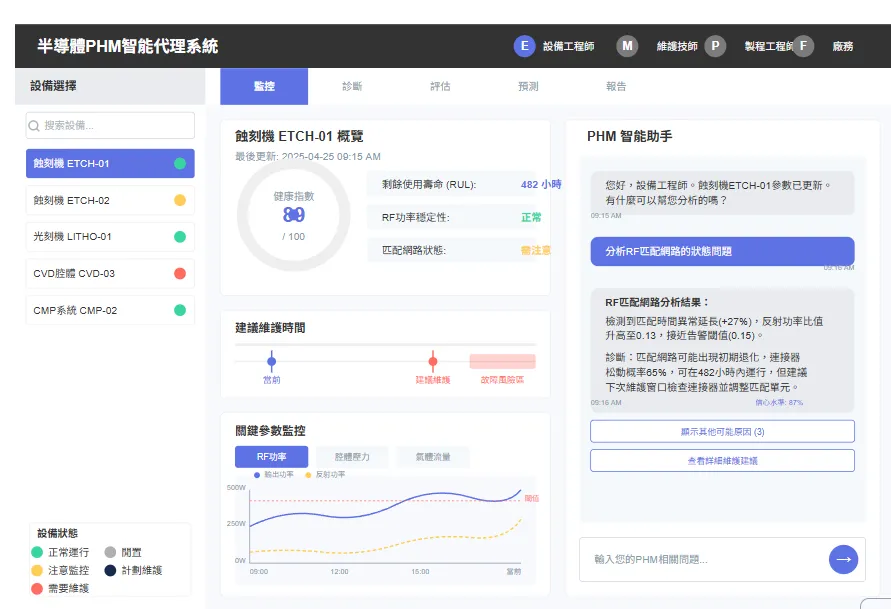 半導體PHM智能代理系統
E 設備工程師 M 維護技師 P 製程工程師 F 廠務
設備選擇
監控 診斷 評估 預測 報告
搜索設備...
蝕刻機 ETCH-01
蝕刻機 ETCH-02
光刻機 LITHO-01
CVD腔體 CVD-03
CMP系統 CMP-02
設備狀態
正常運行 閒置
注意監控 計劃維護
需要維護
蝕刻機 ETCH-01 概覽
最後更新: 2025-04-25 09:15 AM
健康指數
/ 100
剩餘使用壽命 (RUL): 482 小時
RF功率穩定性: 正常
匹配網路狀態: 需注意
建議維護時間
當前 建議維護 故障風險區
關鍵參數監控
RF功率 腔體壓力 氣體流量
輸出功率 反射功率
500W
閾值
250W
0W
09:00 12:00 15:00 當前
PHM 智能助手
您好，設備工程師。蝕刻機ETCH-01參數已更新。
有什麼可以幫您分析的嗎？
09:15 AM
分析RF匹配網路的狀態問題
09:16 AM
RF匹配網路分析結果：
檢測到匹配時間異常延長(+27%)，反射功率比值
升高至0.13，接近告警閾值(0.15)。
診斷：匹配網路可能出現初期退化，連接器
松動概率65%，可在482小時內運行，但建議
下次維護窗口檢查連接器並調整匹配單元。
09:16 AM 信心水準: 87%
顯示其他可能原因 (3)
查看詳細維護建議
輸入您的PHM相關問題... →